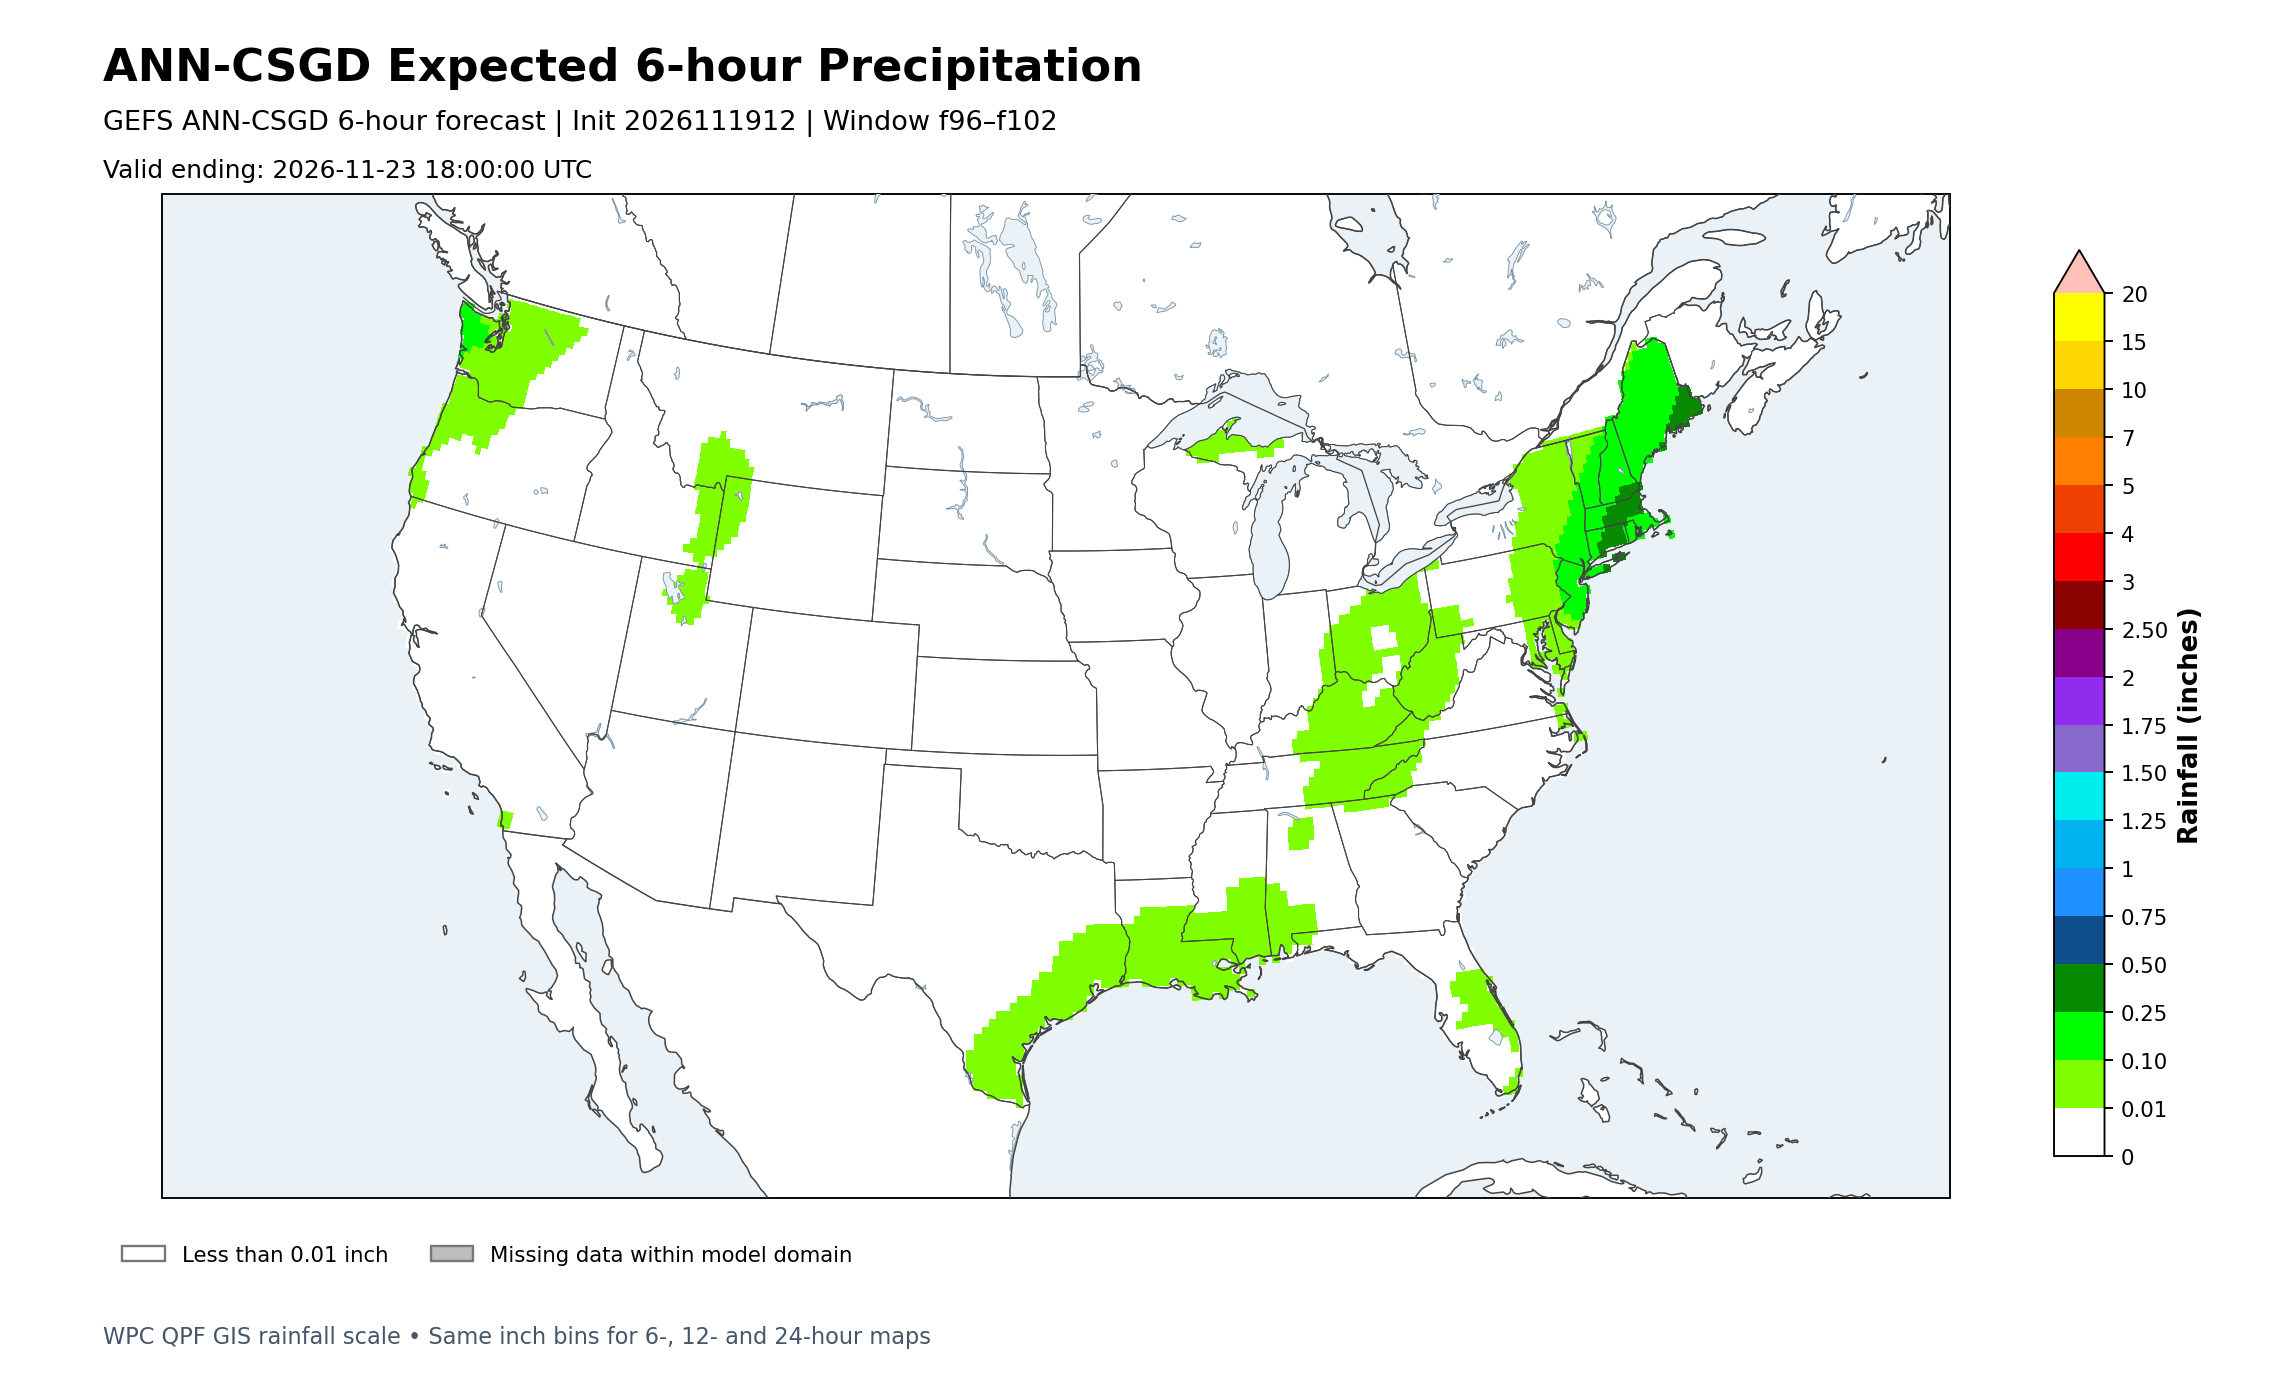 ANN-CSGD Expected 6-hour Precipitation
GEFS ANN-CSGD 6-hour forecast | Init 2026111912 | Window f96–f102
Valid ending: 2026-11-23 18:00:00 UTC
20
15
10
7
5
4
3
2.50
2
1.75
1.50
1.25
1
0.75
0.50
0.25
0.10
0.01
0
Rainfall (inches)
Less than 0.01 inch
Missing data within model domain
WPC QPF GIS rainfall scale • Same inch bins for 6-, 12- and 24-hour maps